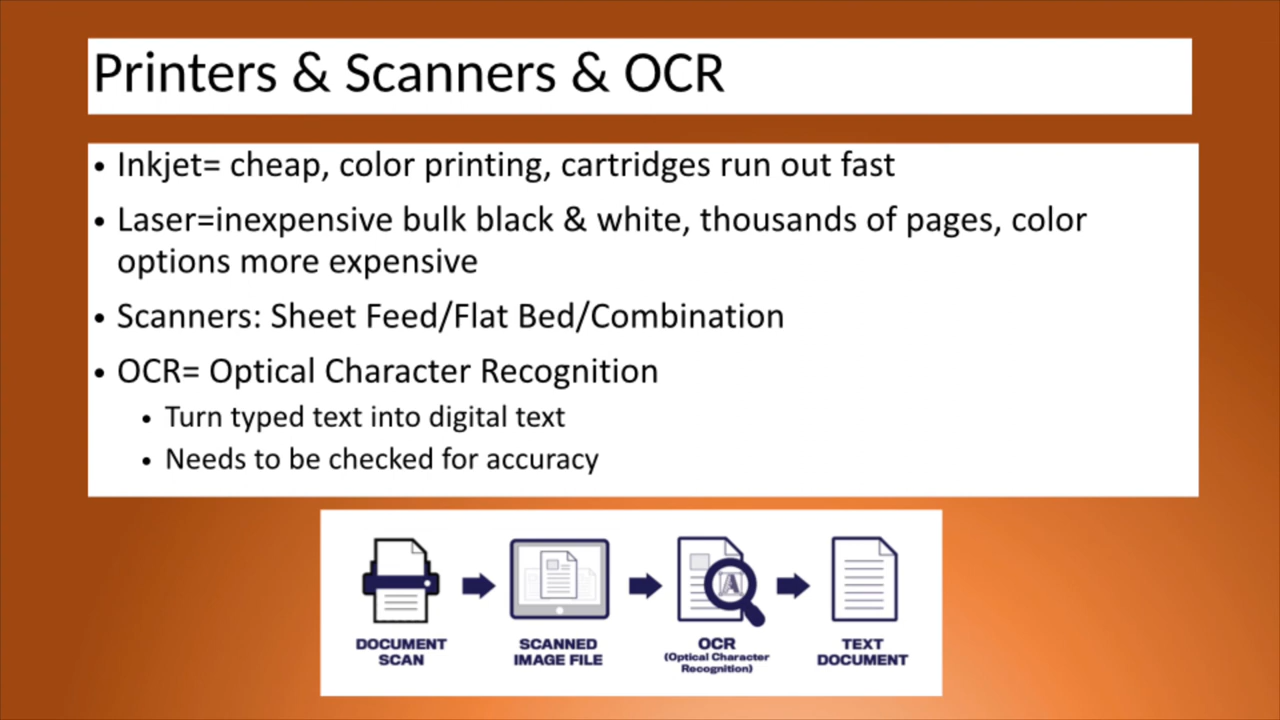 Printers & Scanners & OCR
• Inkjet= cheap, color printing, cartridges run out fast
• Laser=inexpensive bulk black & white, thousands of pages, color
options more expensive
• Scanners: Sheet Feed/Flat Bed/Combination
• OCR= Optical Character Recognition
• Turn typed text into digital text
• Needs to be checked for accuracy
A
DOCUMENT
SCAN
SCANNED
IMAGE FILE
OCR
(Optical Character
Recognition)
TEXT
DOCUMENT